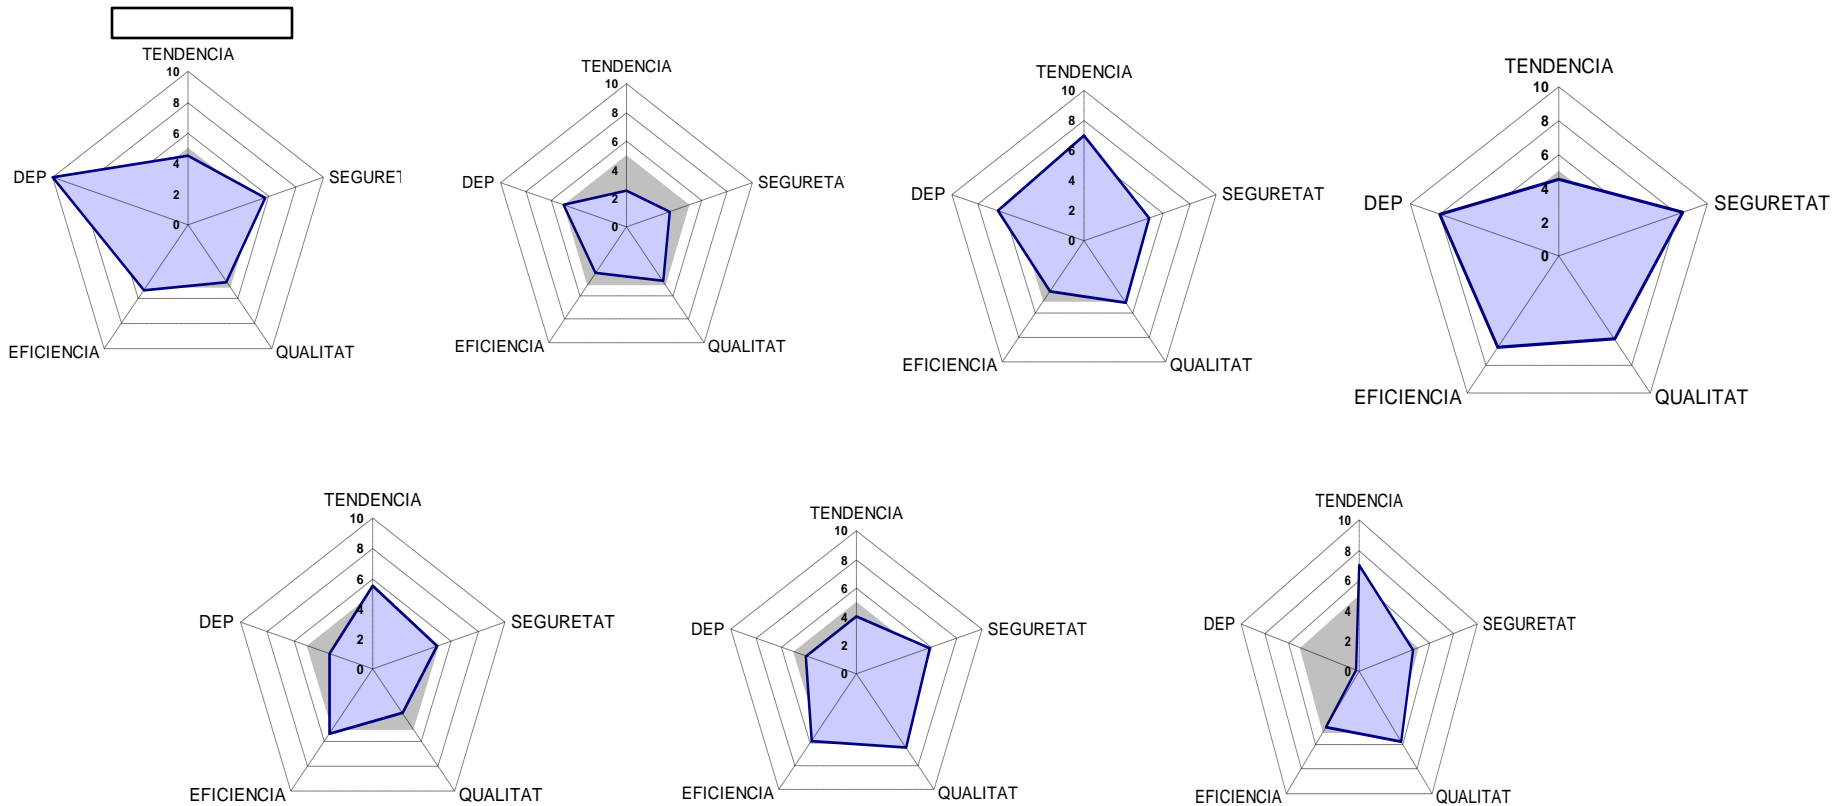 TENDENCIA
10
8
6
4
2
0
DEP
SEGURET
EFICIENCIA
QUALITAT
TENDENCIA
10
8
6
4
2
0
DEP
SEGURETA
EFICIENCIA
QUALITAT
TENDENCIA
10
8
6
4
2
0
DEP
SEGURETAT
EFICIENCIA
QUALITAT
TENDENCIA
10
8
6
4
2
0
DEP
SEGURETAT
EFICIENCIA
QUALITAT
TENDENCIA
10
8
6
4
2
0
DEP
SEGURETAT
EFICIENCIA
QUALITAT
TENDENCIA
10
8
6
4
2
0
DEP
SEGURETAT
EFICIENCIA
QUALITAT
TENDENCIA
10
8
6
4
2
0
DEP
SEGURETAT
EFICIENCIA
QUALITAT